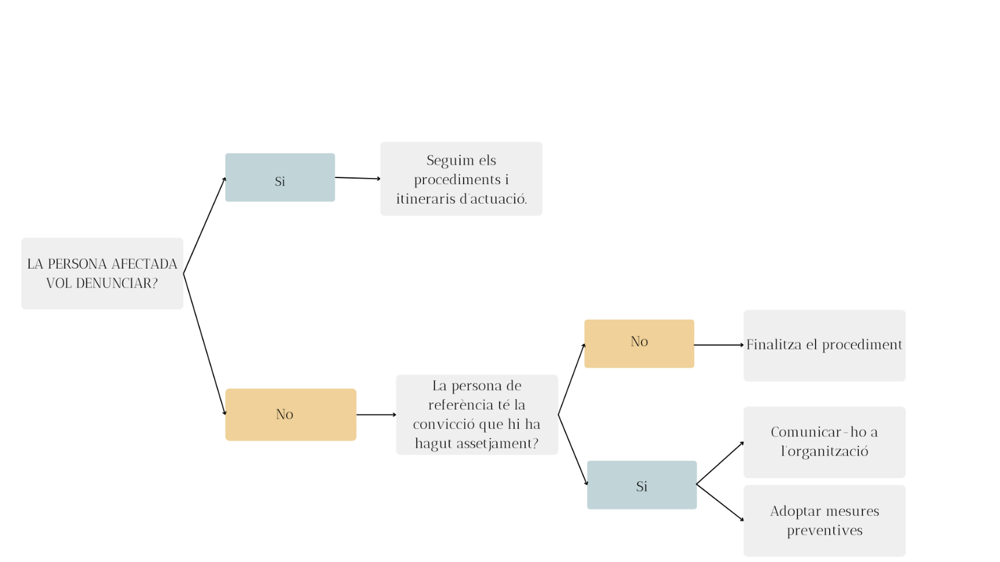 Si
Seguim els
procediments i
itineraris d'actuació.
LA PERSONA AFECTADA
VOL DENUNCIAR?
No
La persona de
referència té la
convicció que hi ha
hagut assetjament?
No
Finalitza el procediment
Si
Comunicar-ho a
l'organització
Adoptar mesures
preventives